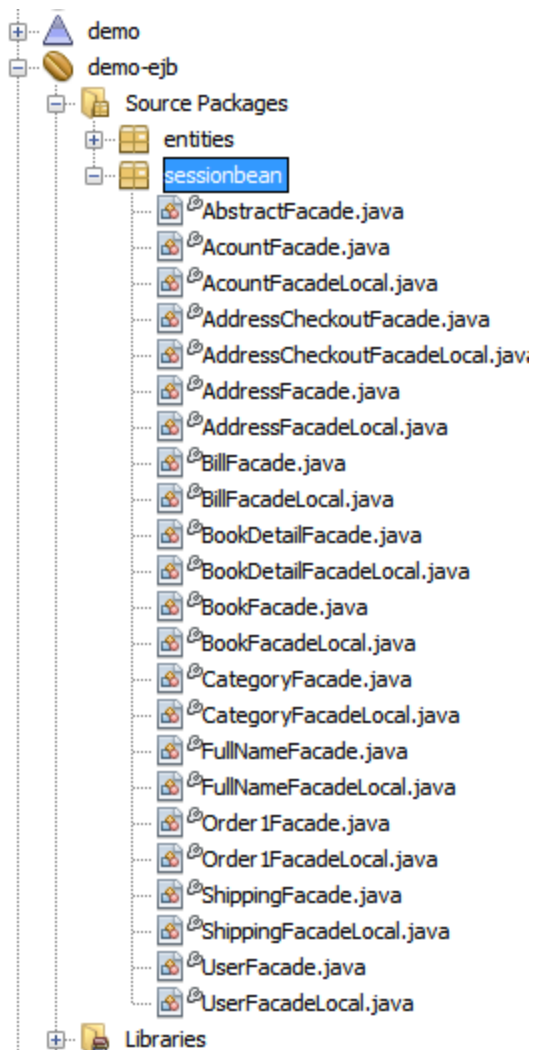 demo
demo-ejb
Source Packages
entities
sessionbean
AbstractFacade.java
AcountFacade.java
AcountFacadeLocal.java
AddressCheckoutFacade.java
AddressCheckoutFacadeLocal.java
AddressFacade.java
AddressFacadeLocal.java
BillFacade.java
BillFacadeLocal.java
BookDetailFacade.java
BookDetailFacadeLocal.java
BookFacade.java
BookFacadeLocal.java
CategoryFacade.java
CategoryFacadeLocal.java
FullNameFacade.java
FullNameFacadeLocal.java
Order1Facade.java
Order1FacadeLocal.java
ShippingFacade.java
ShippingFacadeLocal.java
UserFacade.java
UserFacadeLocal.java
Libraries